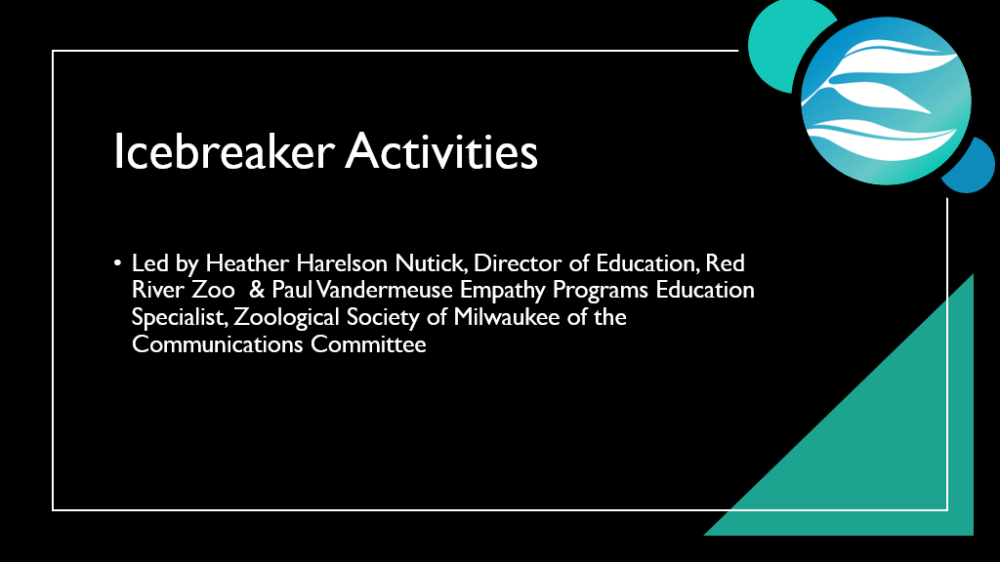 Icebreaker Activities
• Led by Heather Harelson Nutick, Director of Education, Red
River Zoo  & Paul Vandermeuse Empathy Programs Education
Specialist, Zoological Society of Milwaukee of the
Communications Committee